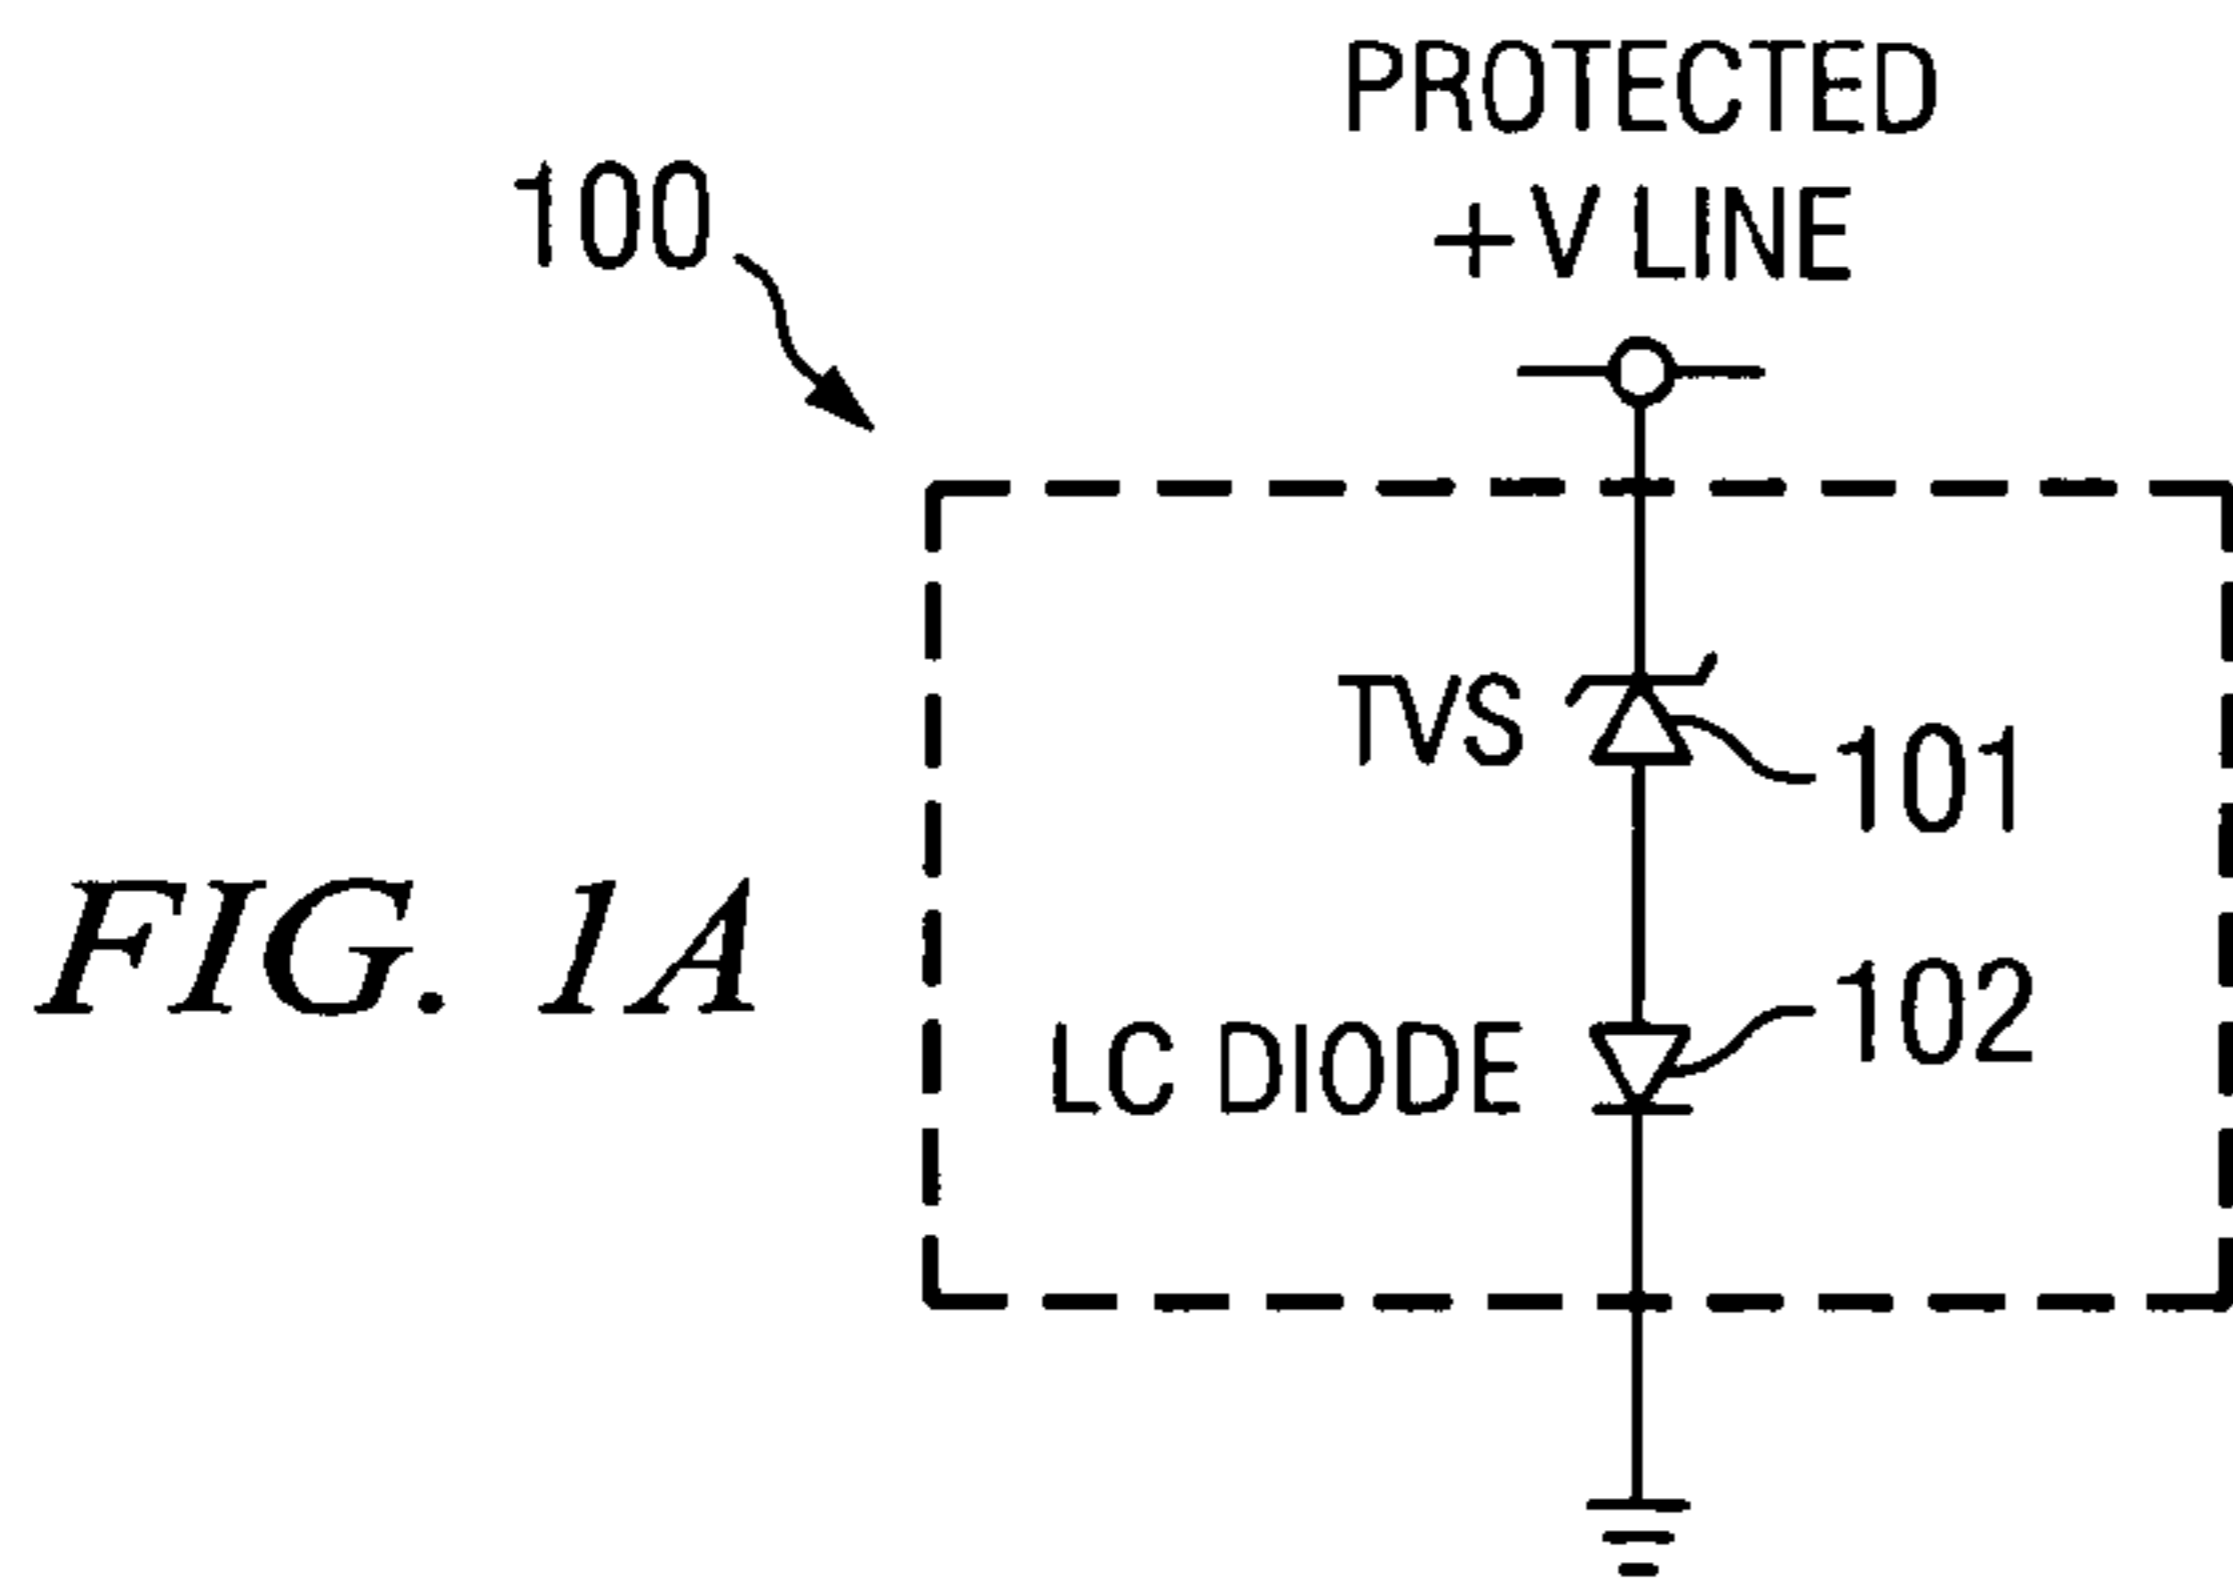 PROTECTED
+V LINE
100
TVS
101
FIG. 1A
102
LC DIODE